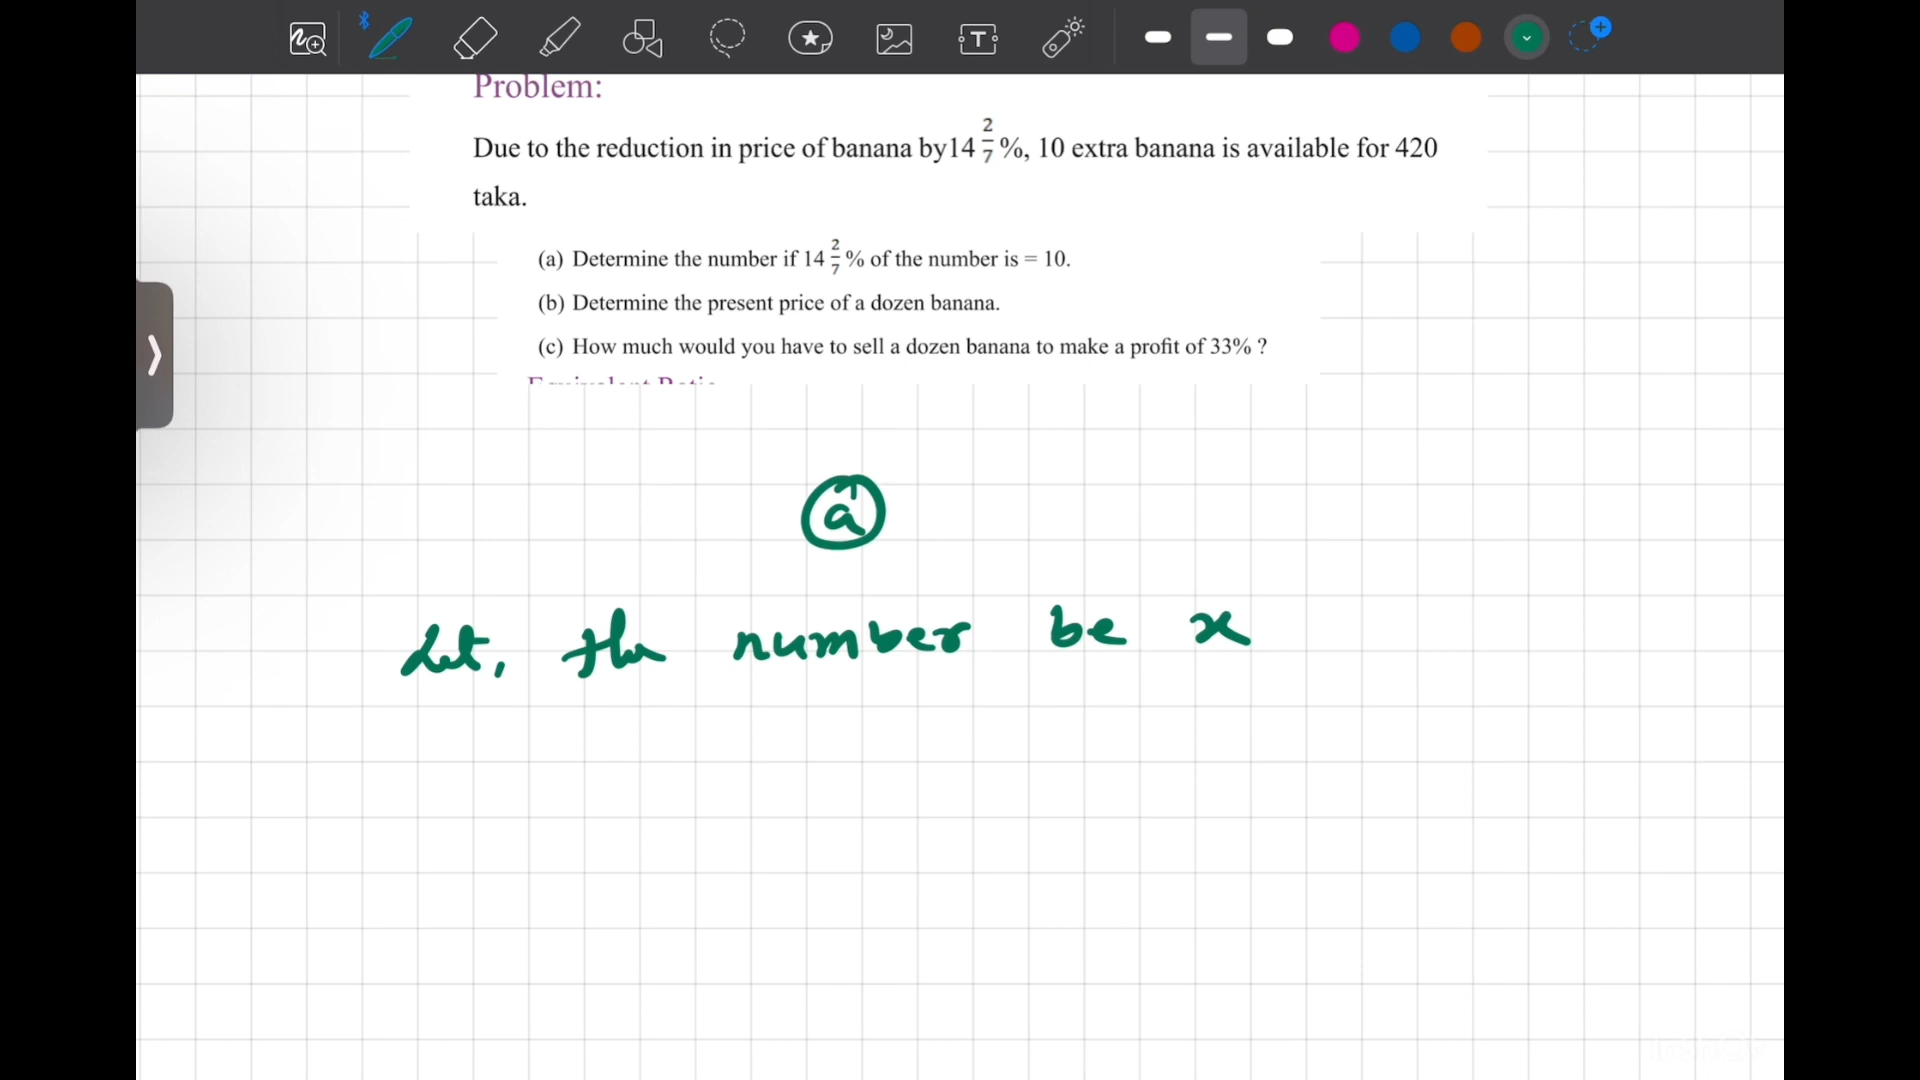 Problem:
Due to the reduction in price of banana by14 2/7 %, 10 extra banana is available for 420
taka.
(a) Determine the number if 14 2/7 % of the number is = 10.
(b) Determine the present price of a dozen banana.
(c) How much would you have to sell a dozen banana to make a profit of 33% ?
a
Let, the number be x